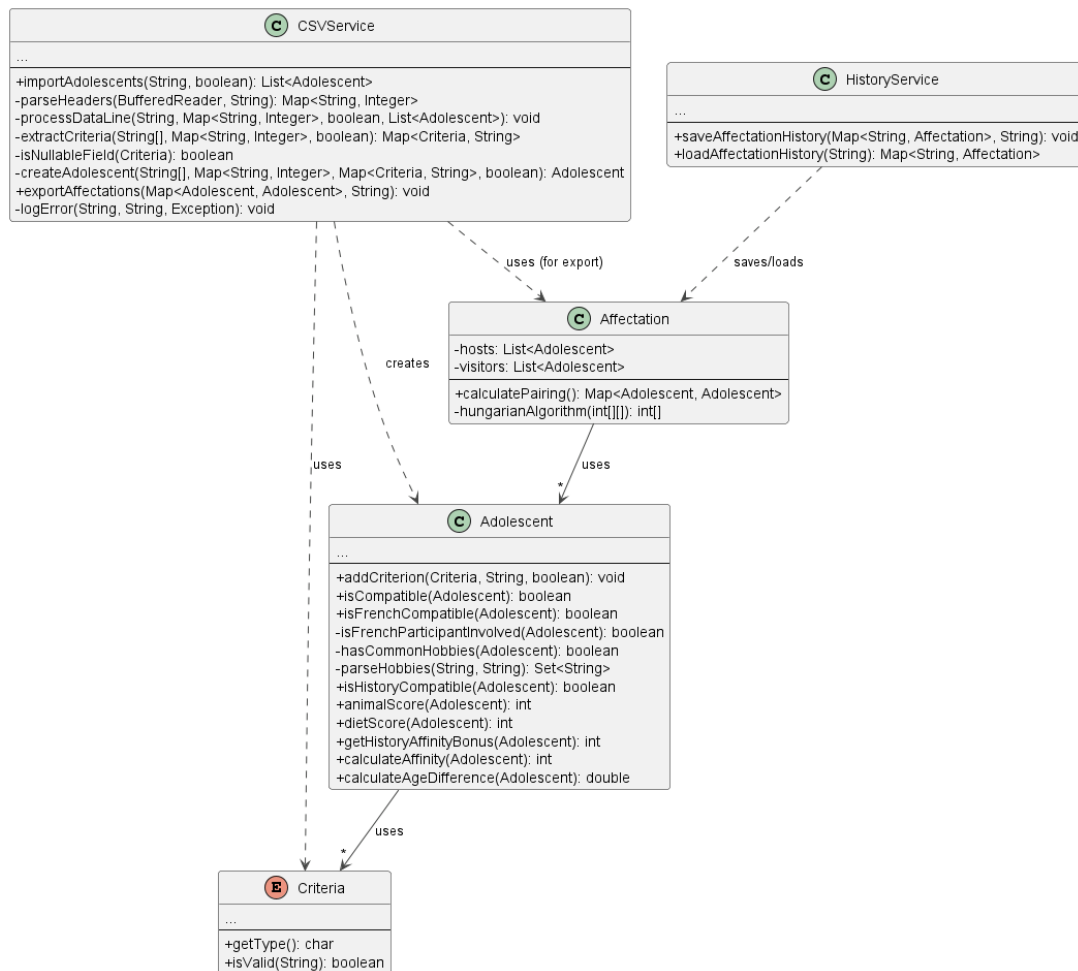 C CSVService
...
+importAdolescents(String, boolean): List<Adolescent>
-parseHeaders(BufferedReader, String): Map<String, Integer>
-processDataLine(String, Map<String, Integer>, boolean, List<Adolescent>): void
-extractCriteria(String[], Map<String, Integer>, boolean): Map<Criteria, String>
-isNullableField(Criteria): boolean
-createAdolescent(String[], Map<String, Integer>, Map<Criteria, String>, boolean): Adolescent
+exportAffectations(Map<Adolescent, Adolescent>, String): void
-logError(String, String, Exception): void
C HistoryService
...
+saveAffectationHistory(Map<String, Affectation>, String): void
+loadAffectationHistory(String): Map<String, Affectation>
uses (for export)
saves/loads
C Affectation
-hosts: List<Adolescent>
-visitors: List<Adolescent>
+calculatePairing(): Map<Adolescent, Adolescent>
-hungarianAlgorithm(int[][]): int[]
creates
uses
uses
*
C Adolescent
...
+addCriterion(Criteria, String, boolean): void
+isCompatible(Adolescent): boolean
+isFrenchCompatible(Adolescent): boolean
-isFrenchParticipantInvolved(Adolescent): boolean
-hasCommonHobbies(Adolescent): boolean
-parseHobbies(String, String): Set<String>
+isHistoryCompatible(Adolescent): boolean
+animalScore(Adolescent): int
+dietScore(Adolescent): int
+getHistoryAffinityBonus(Adolescent): int
+calculateAffinity(Adolescent): int
+calculateAgeDifference(Adolescent): double
uses
*
E Criteria
...
+getType(): char
+isValid(String): boolean